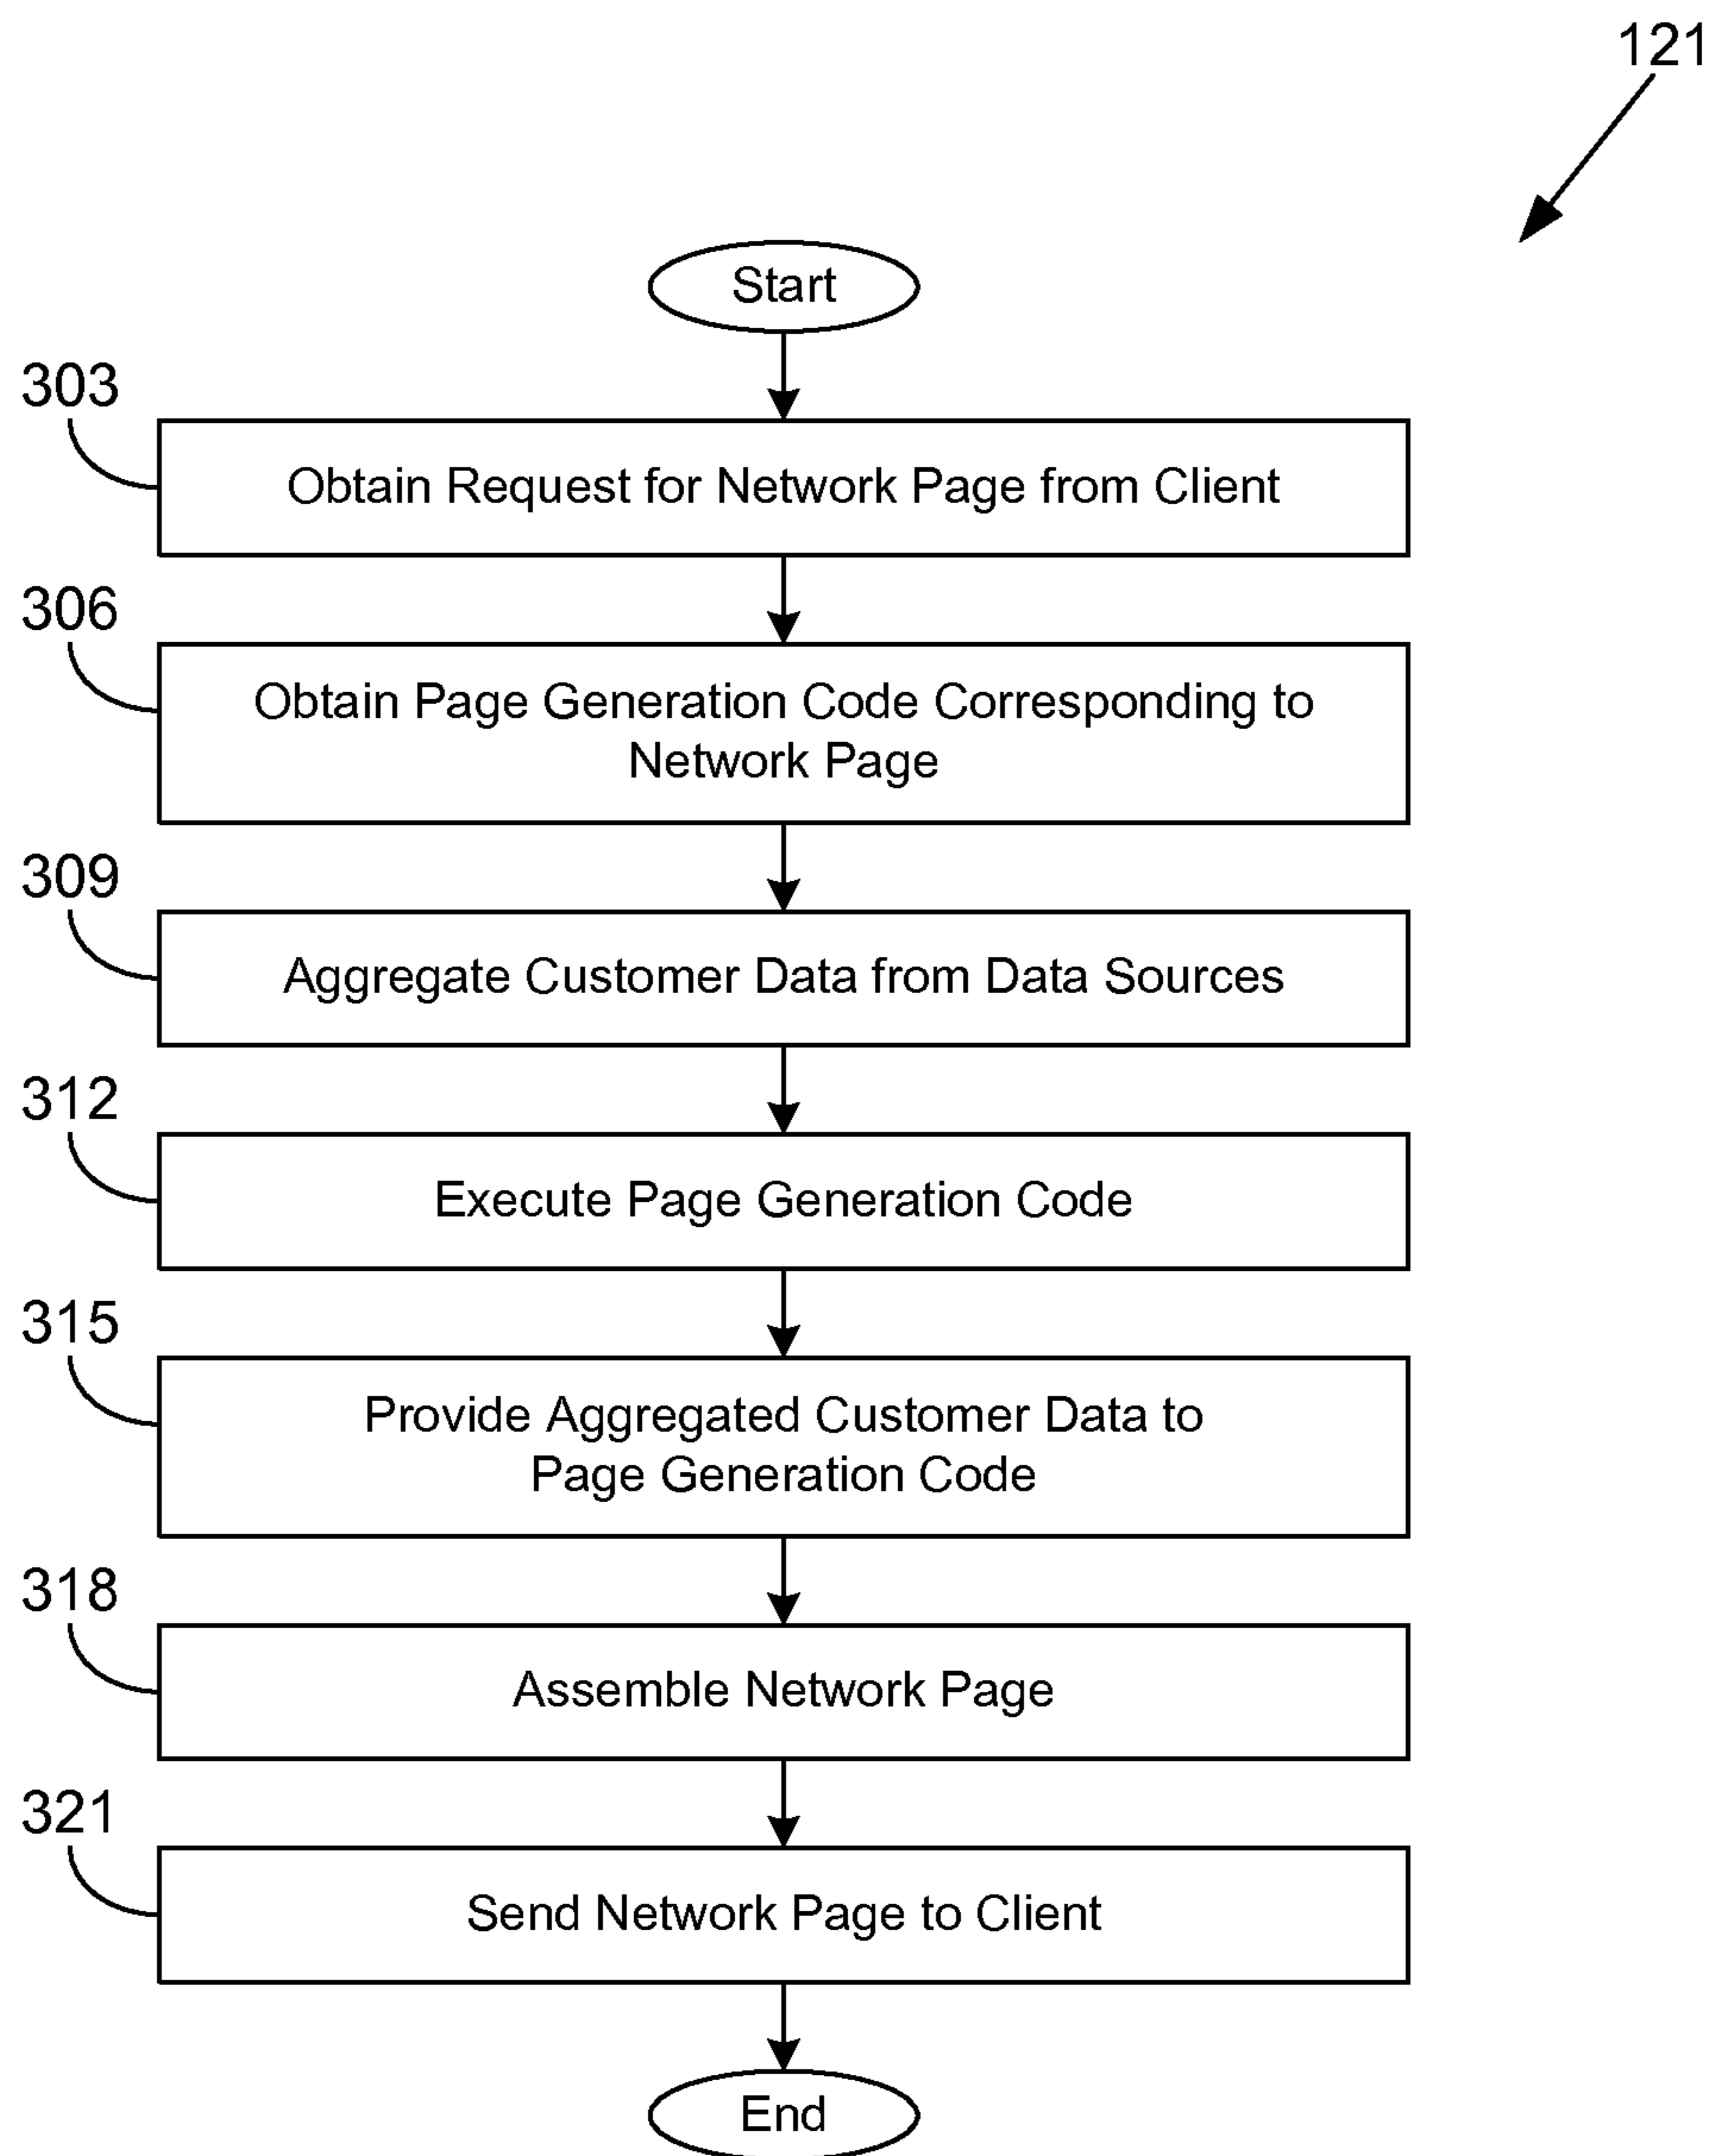 121
Start
303
Obtain Request for Network Page from Client
306
Obtain Page Generation Code Corresponding to
Network Page
309
Aggregate Customer Data from Data Sources
312
Execute Page Generation Code
315
Provide Aggregated Customer Data to
Page Generation Code
318
Assemble Network Page
321
Send Network Page to Client
End